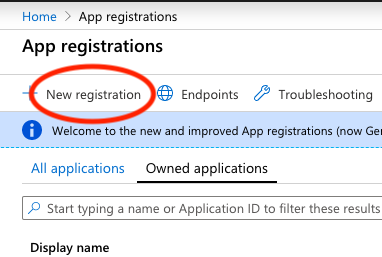 Home > App registrations
App registrations
New registration Endpoints Troubleshooting
Welcome to the new and improved App registrations (now Gen
All applications Owned applications
Start typing a name or Application ID to filter these results
Display name